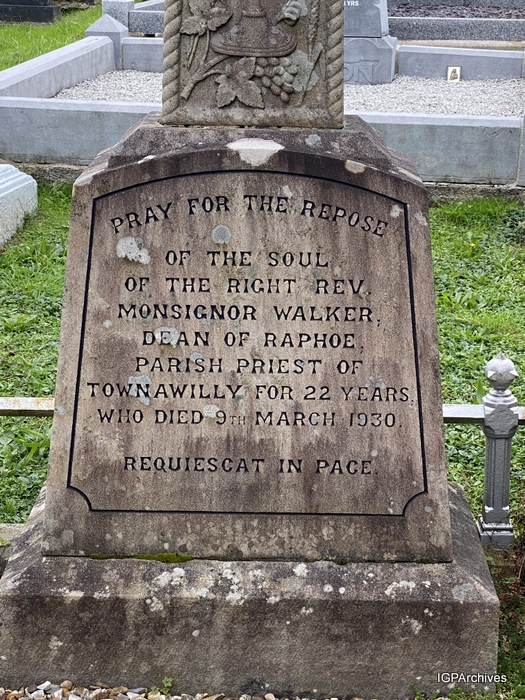 PRAY FOR THE REPOSE
OF THE SOUL
OF THE RIGHT REV.
MONSIGNOR WALKER,
DEAN OF RAPHOE,
PARISH PRIEST OF
TOWNAWILLY FOR 22 YEARS,
WHO DIED 9TH MARCH 1930.
REQUIESCAT IN PACE.
IGPArchives